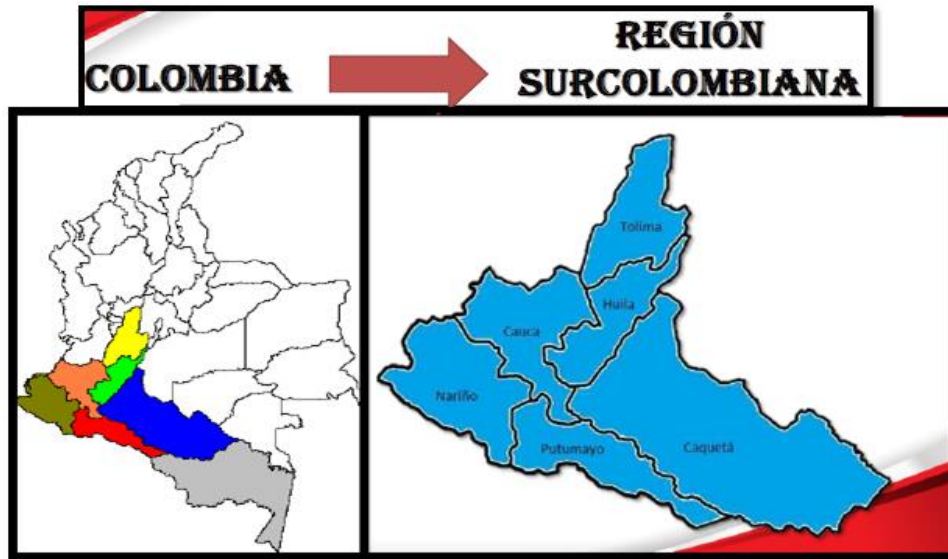 COLOMBIA
REGIÓN
SURCOLOMBIANA
Tolima
Huila
Cauca
Nariño
Putumayo
Caquetá